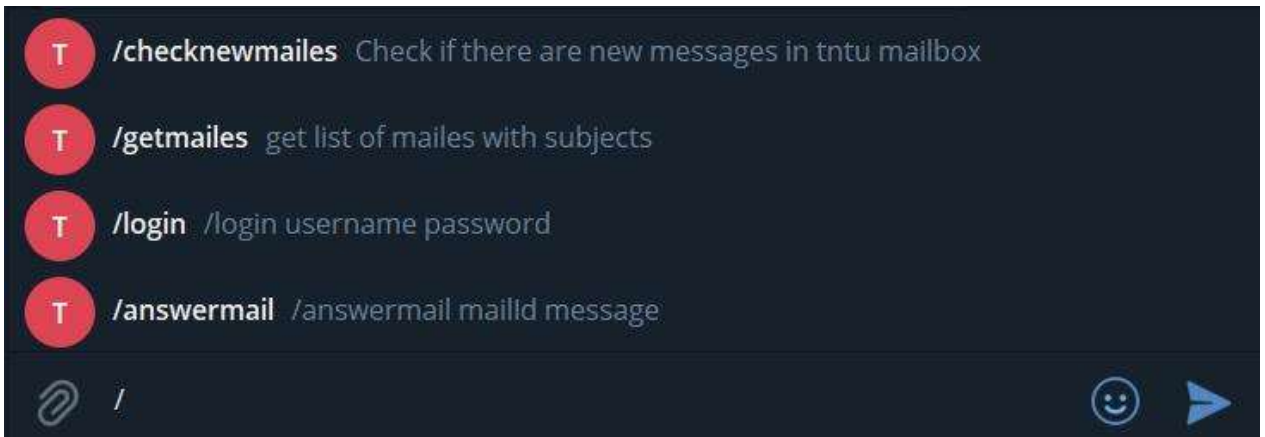 T /checknewmailes Check if there are new messages in tntu mailbox
T /getmailes get list of mailes with subjects
T /login /login username password
T /answermail /answermail mailId message
/